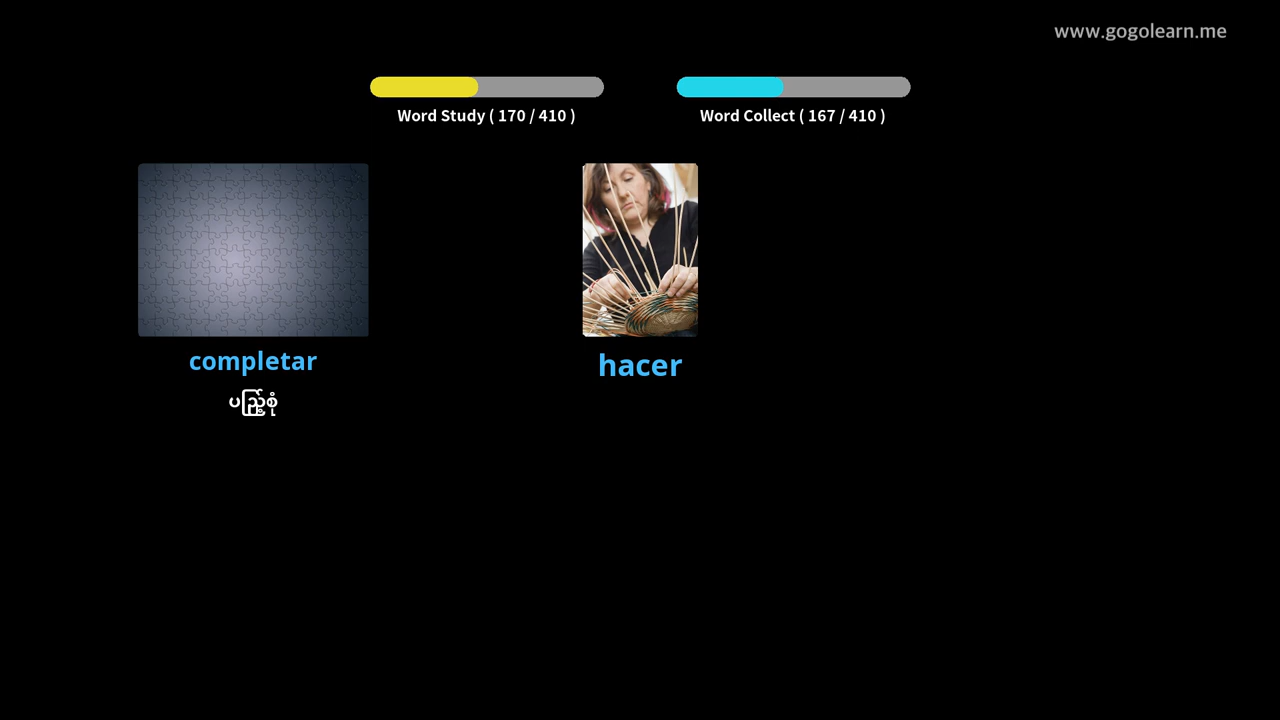 www.gogolearn.me
Word Study ( 170 / 410 )
Word Collect ( 167 / 410 )
completar
ပည့်စုံ
hacer